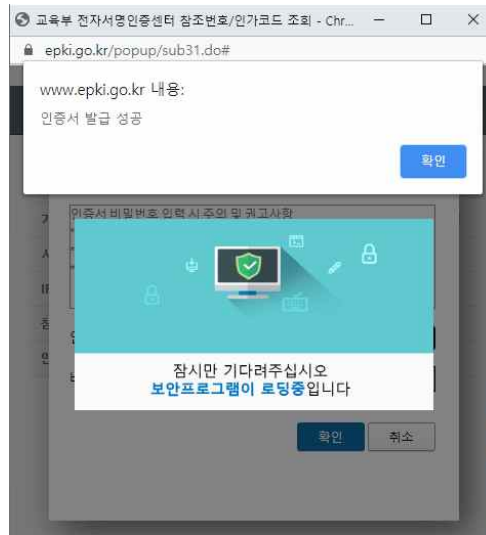 교육부 전자서명인증센터 참조번호/인가코드 조회 - Chr...
epki.go.kr/popup/sub31.do#
www.epki.go.kr 내용:
인증서 발급 성공
확인
인증서 비밀번호 입력 시 주의 및 권고사항
잠시만 기다려주십시오
보안프로그램이 로딩중입니다
확인
취소